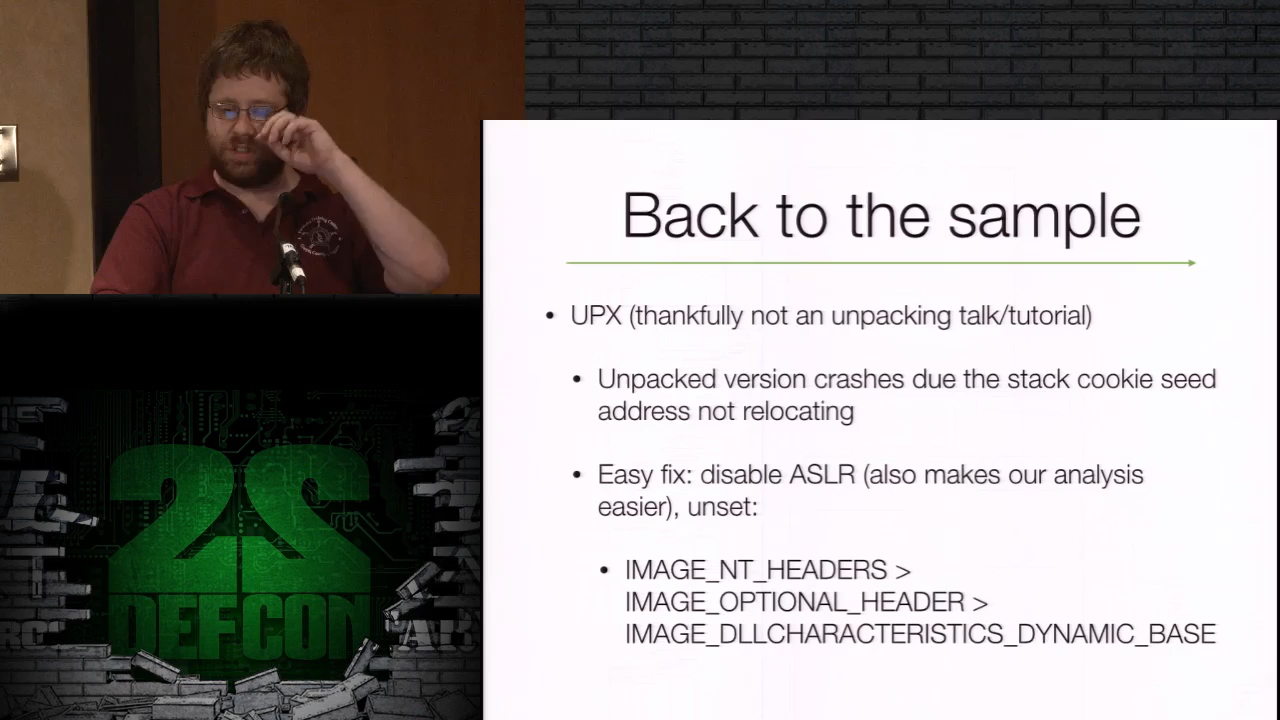 Back to the sample
• UPX (thankfully not an unpacking talk/tutorial)
• Unpacked version crashes due the stack cookie seed
address not relocating
• Easy fix: disable ASLR (also makes our analysis
easier), unset:
• IMAGE_NT_HEADERS >
IMAGE_OPTIONAL_HEADER >
IMAGE_DLLCHARACTERISTICS_DYNAMIC_BASE
22
DEFCON